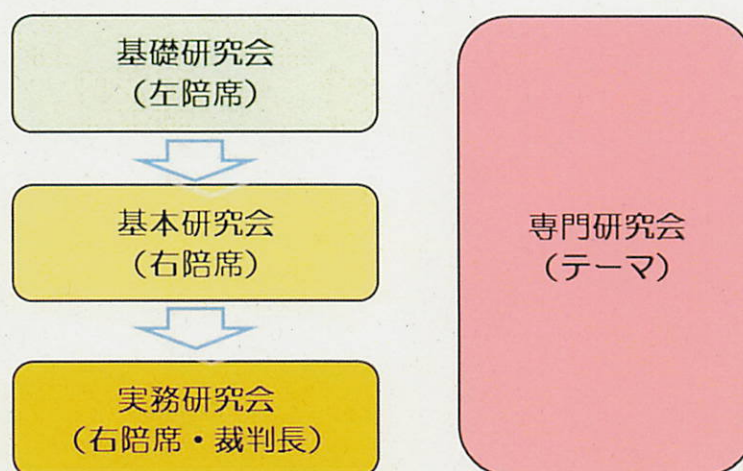 基礎研究会
（左陪席）
基本研究会
（右陪席）
実務研究会
（右陪席・裁判長）
専門研究会
（テーマ）